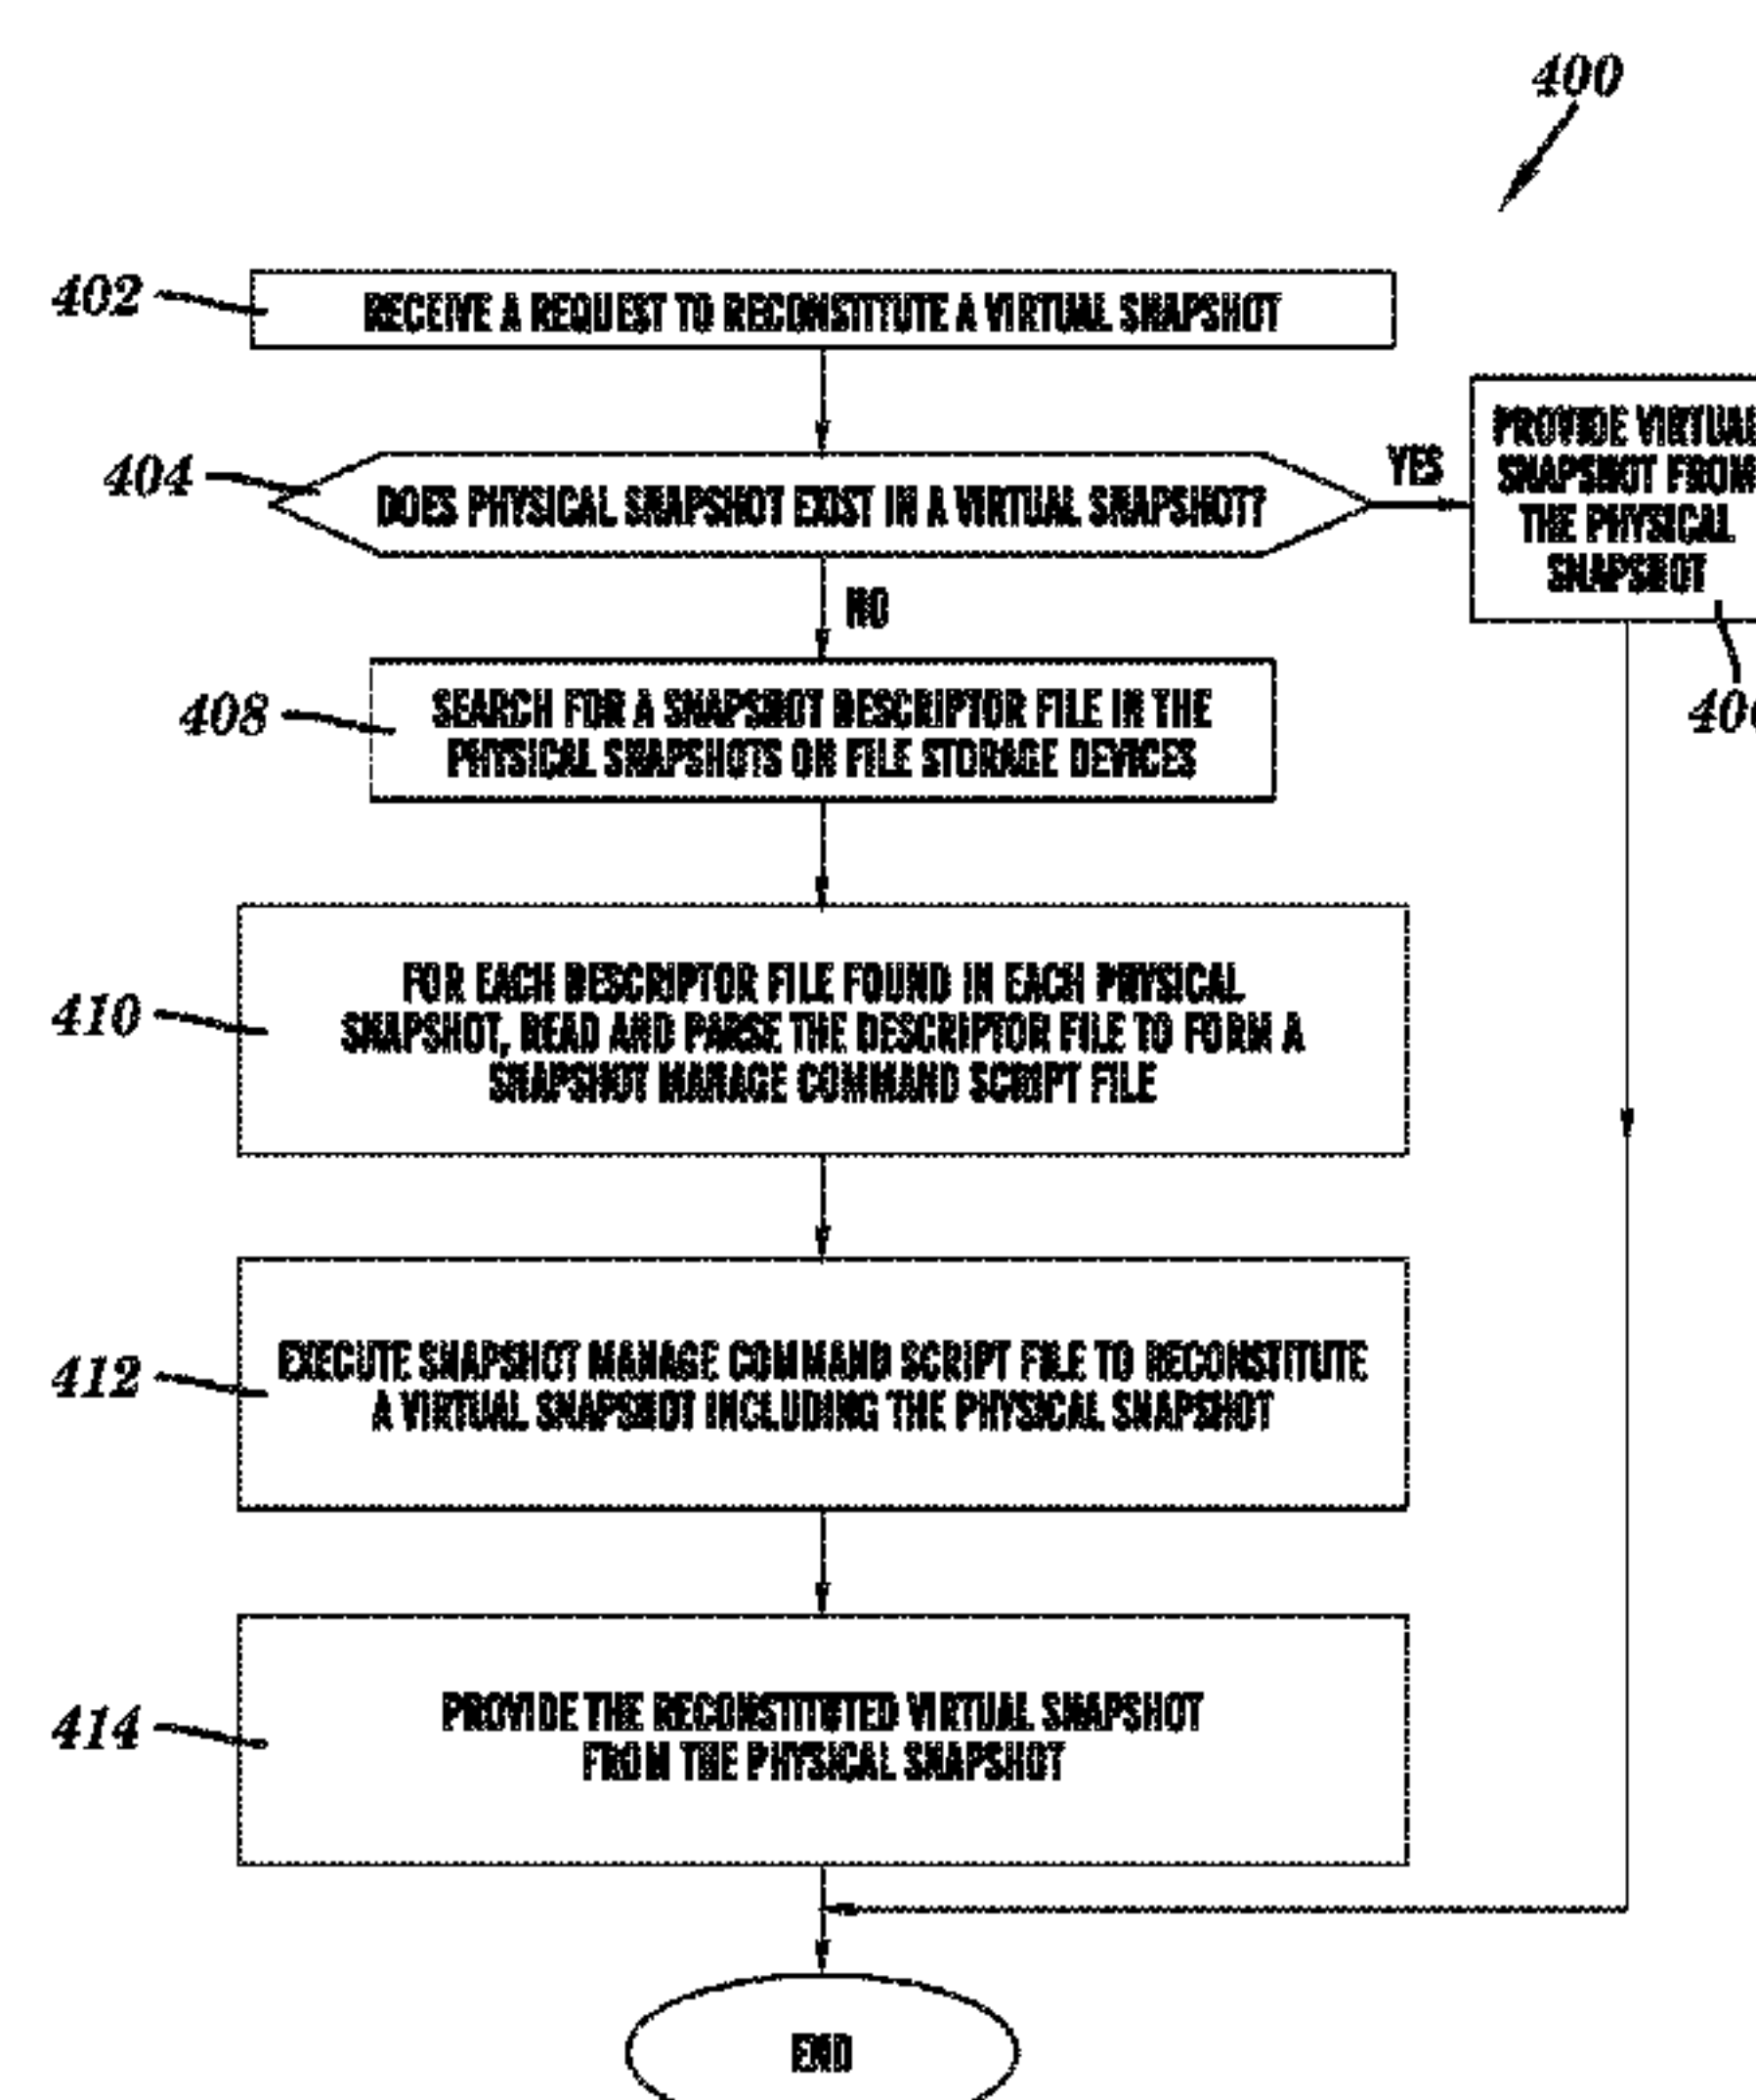 400
402
RECEIVE A REQUEST TO RECONSTITUTE A VIRTUAL SNAPSHOT
404
DOES PHYSICAL SNAPSHOT EXIST IN A VIRTUAL SNAPSHOT?
YES
PROVIDE VIRTUAL
SNAPSHOT FROM
THE PHYSICAL
SNAPSHOT
NO
408
SEARCH FOR A SNAPSHOT DESCRIPTOR FILE IN THE
PHYSICAL SNAPSHOTS ON FILE STORAGE DEVICES
410
FOR EACH DESCRIPTOR FILE FOUND IN EACH PHYSICAL
SNAPSHOT, READ AND PARSE THE DESCRIPTOR FILE TO FORM A
SNAPSHOT MANAGE COMMAND SCRIPT FILE
412
EXECUTE SNAPSHOT MANAGE COMMAND SCRIPT FILE TO RECONSTITUTE
A VIRTUAL SNAPSHOT INCLUDING THE PHYSICAL SNAPSHOT
414
PROVIDE THE RECONSTITUTED VIRTUAL SNAPSHOT
FROM THE PHYSICAL SNAPSHOT
END